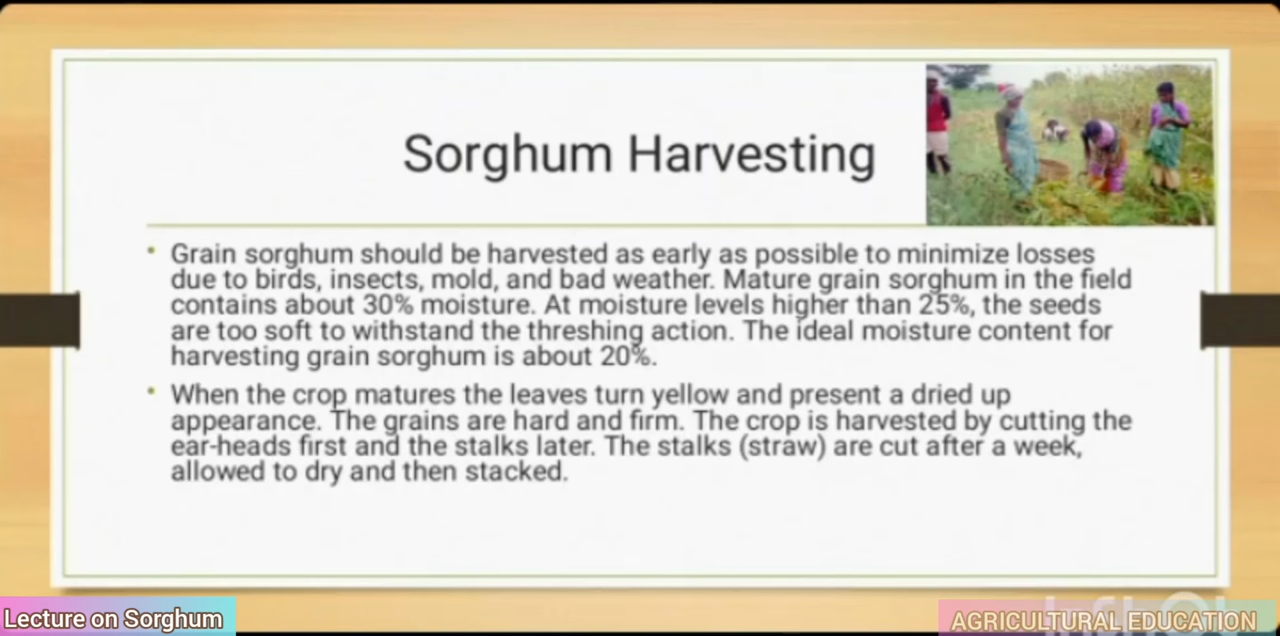 Sorghum Harvesting
Grain sorghum should be harvested as early as possible to minimize losses
due to birds, insects, mold, and bad weather. Mature grain sorghum in the field
contains about 30% moisture. At moisture levels higher than 25%, the seeds
are too soft to withstand the threshing action. The ideal moisture content for
harvesting grain sorghum is about 20%.
When the crop matures the leaves turn yellow and present a dried up
appearance. The grains are hard and firm. The crop is harvested by cutting the
ear-heads first and the stalks later. The stalks (straw) are cut after a week,
allowed to dry and then stacked.
Lecture on Sorghum
AGRICULTURAL EDUCATION